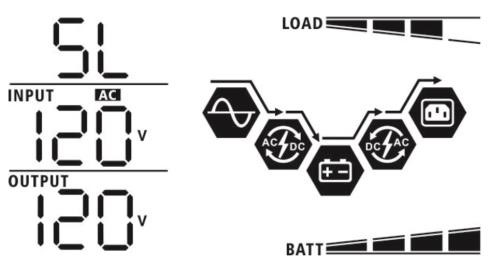 SL
LOAD
INPUT AC
120 V
AC DC
DC AC
OUTPUT
120 V
BATT